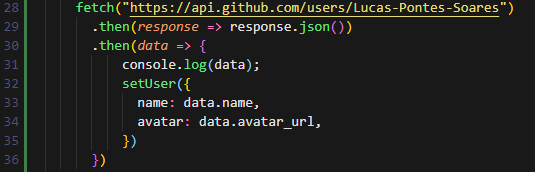 28 fetch("https://api.github.com/users/Lucas-Pontes-Soares")
29 .then(response => response.json())
30 .then(data => {
31 console.log(data);
32 setUser({
33 name: data.name,
34 avatar: data.avatar_url,
35 })
36 })